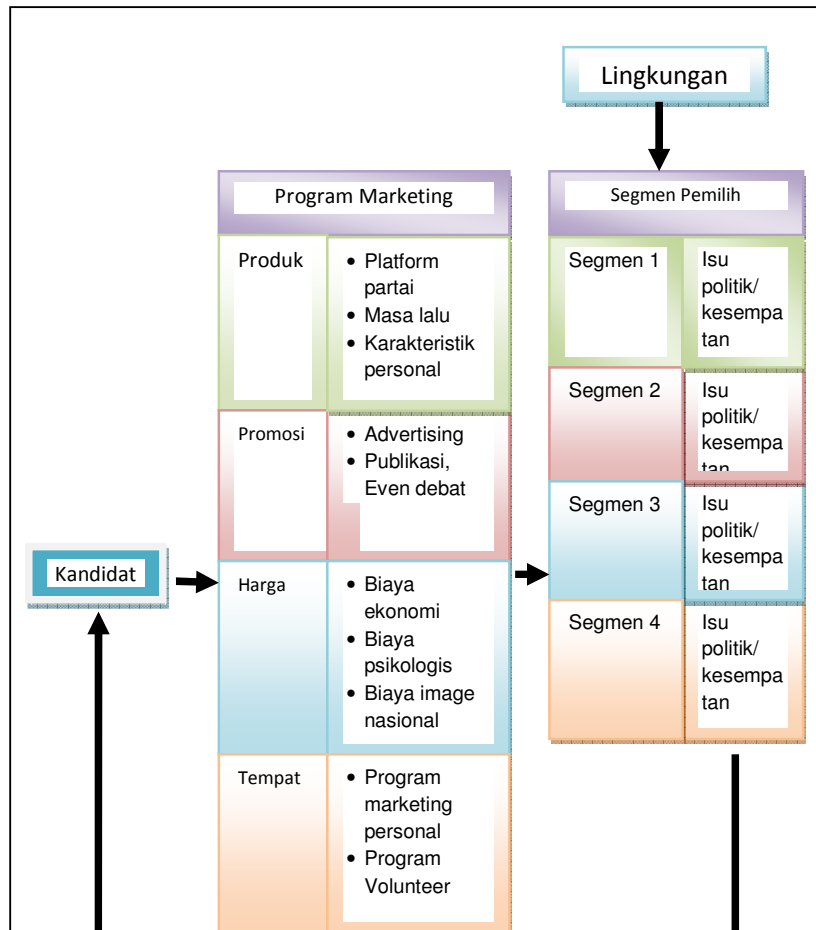 Lingkungan
Program Marketing
Segmen Pemilih
Produk
• Platform
partai
• Masa lalu
• Karakteristik
personal
Promosi
• Advertising
• Publikasi,
Even debat
Harga
• Biaya
ekonomi
• Biaya
psikologis
• Biaya image
nasional
Tempat
• Program
marketing
personal
• Program
Volunteer
Segmen 1
Isu
politik/
kesempa
tan
Segmen 2
Isu
politik/
kesempa
tan
Segmen 3
Isu
politik/
kesempa
tan
Segmen 4
Isu
politik/
kesempa
tan
Kandidat